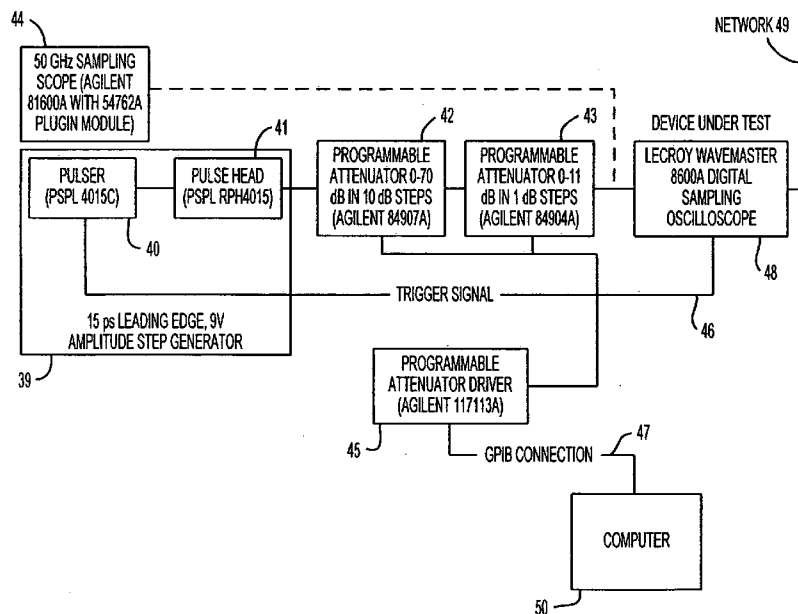 44
NETWORK 49
50 GHz SAMPLING
SCOPE (AGILENT
81600A WITH 54762A
PLUGIN MODULE)
41
42
43
DEVICE UNDER TEST
PULSER
(PSPL 4015C)
PULSE HEAD
(PSPL RPH4015)
PROGRAMMABLE
ATTENUATOR 0-70
dB IN 10 dB STEPS
(AGILENT 84907A)
PROGRAMMABLE
ATTENUATOR 0-11
dB IN 1 dB STEPS
(AGILENT 84904A)
LECROY WAVEMASTER
8600A DIGITAL
SAMPLING
OSCILLOSCOPE
40
48
TRIGGER SIGNAL
46
15 ps LEADING EDGE, 9V
AMPLITUDE STEP GENERATOR
39
PROGRAMMABLE
ATTENUATOR DRIVER
(AGILENT 117113A)
45
47
GPIB CONNECTION
COMPUTER
50